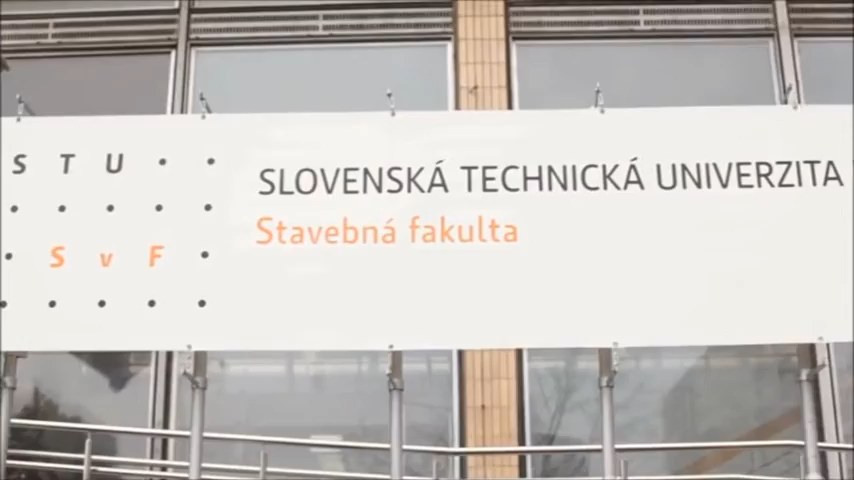 S T U
S v F
SLOVENSKÁ TECHNICKÁ UNIVERZITA
Stavebná fakulta